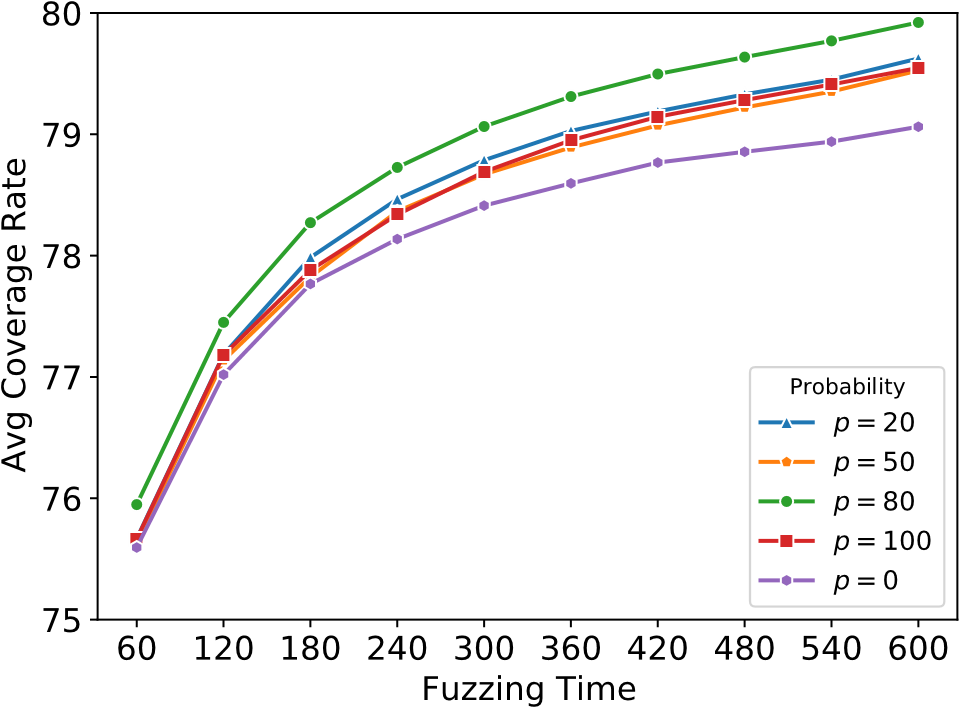 80
79
78
77
76
75
Avg Coverage Rate
60 120 180 240 300 360 420 480 540 600
Fuzzing Time
Probability
p = 20
p = 50
p = 80
p = 100
p = 0